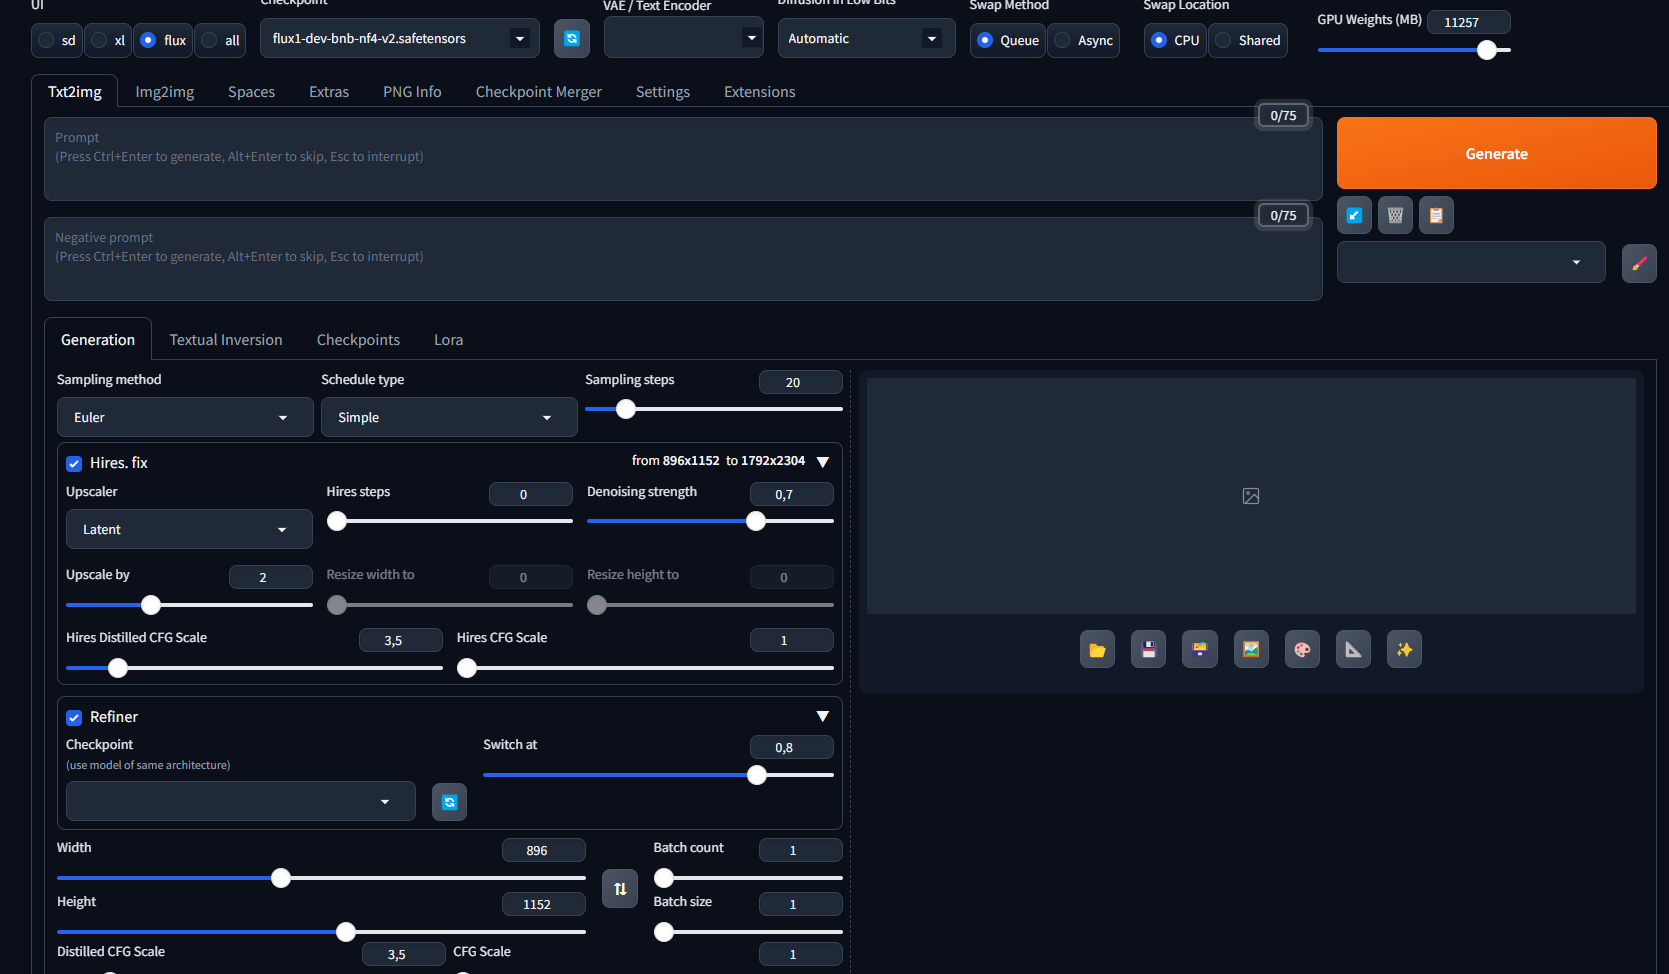 UI
Checkpoint
VAE / Text Encoder
Diffusion in Low Bits
Swap Method
Swap Location
GPU Weights (MB)
11257
sd
xl
flux
all
flux1-dev-bnb-nf4-v2.safetensors
Automatic
Queue
Async
CPU
Shared
Txt2img
Img2img
Spaces
Extras
PNG Info
Checkpoint Merger
Settings
Extensions
0/75
Prompt
(Press Ctrl+Enter to generate, Alt+Enter to skip, Esc to interrupt)
Generate
0/75
Negative prompt
(Press Ctrl+Enter to generate, Alt+Enter to skip, Esc to interrupt)
Generation
Textual Inversion
Checkpoints
Lora
Sampling method
Schedule type
Sampling steps
20
Euler
Simple
Hires. fix
from 896x1152 to 1792x2304
Upscaler
Hires steps
0
Denoising strength
0,7
Latent
Upscale by
2
Resize width to
0
Resize height to
0
Hires Distilled CFG Scale
3,5
Hires CFG Scale
1
Refiner
Checkpoint
(use model of same architecture)
Switch at
0,8
Width
896
Batch count
1
Height
1152
Batch size
1
Distilled CFG Scale
3,5
CFG Scale
1